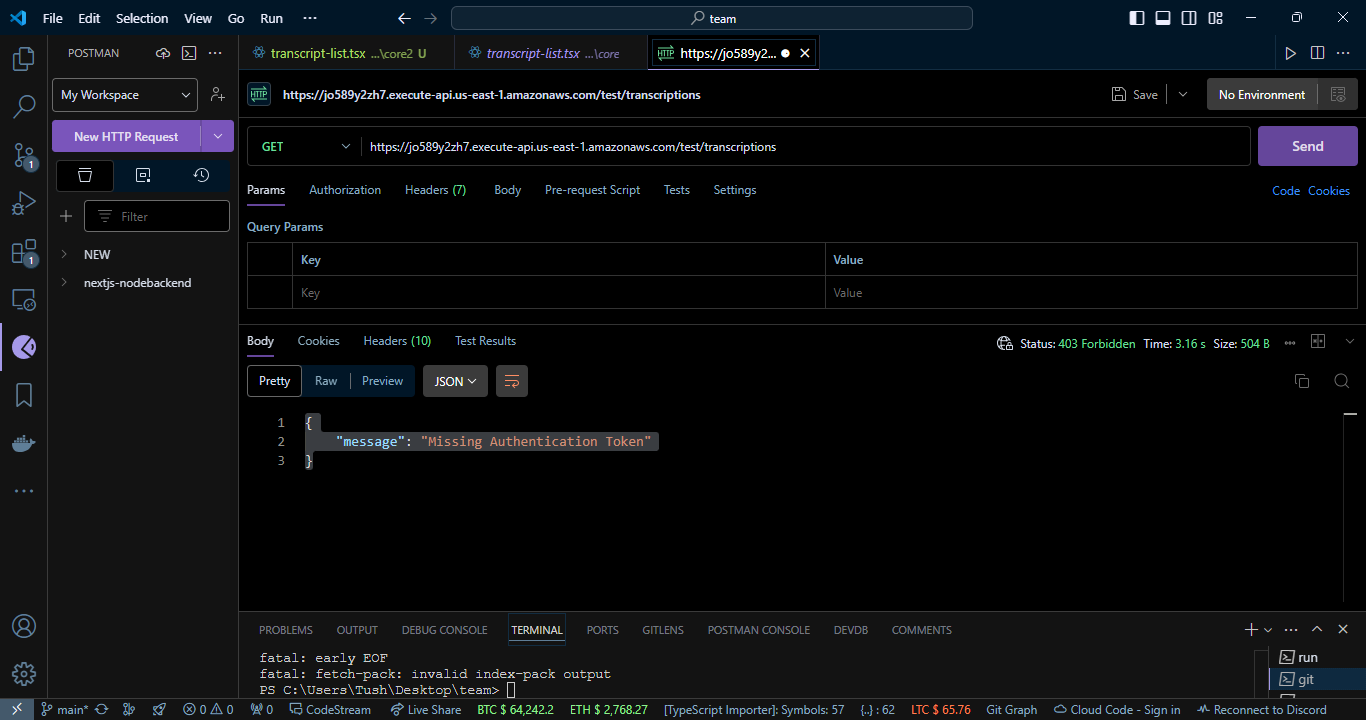 File Edit Selection View Go Run ··· team
POSTMAN ···
transcript-list.tsx ...\core2 U transcript-list.tsx ...\core https://jo589y2...
My Workspace
HTTP https://jo589y2zh7.execute-api.us-east-1.amazonaws.com/test/transcriptions Save No Environment
New HTTP Request
GET https://jo589y2zh7.execute-api.us-east-1.amazonaws.com/test/transcriptions Send
1
Params Authorization Headers (7) Body Pre-request Script Tests Settings Code Cookies
Filter
Query Params
1
NEW
Key Value
nextjs-nodebackend
Key Value
Body Cookies Headers (10) Test Results Status: 403 Forbidden Time: 3.16 s Size: 504 B
Pretty Raw Preview JSON
1 {
2 "message": "Missing Authentication Token"
3 }
PROBLEMS OUTPUT DEBUG CONSOLE TERMINAL PORTS GITLENS POSTMAN CONSOLE DEVDB COMMENTS
fatal: early EOF
fatal: fetch-pack: invalid index-pack output
PS C:\Users\Tush\Desktop\team>
run
git
main* 0 0 0 CodeStream Live Share BTC $ 64,242.2 ETH $ 2,768.27 [TypeScript Importer]: Symbols: 57 {..} : 62 LTC $ 65.76 Git Graph Cloud Code - Sign in Reconnect to Discord